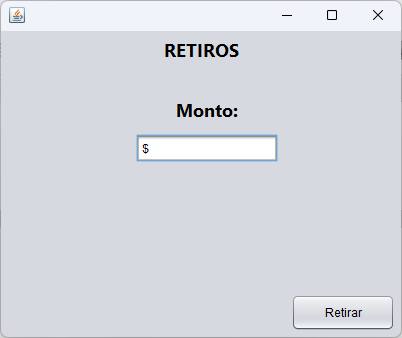 RETIROS
Monto:
$
Retirar